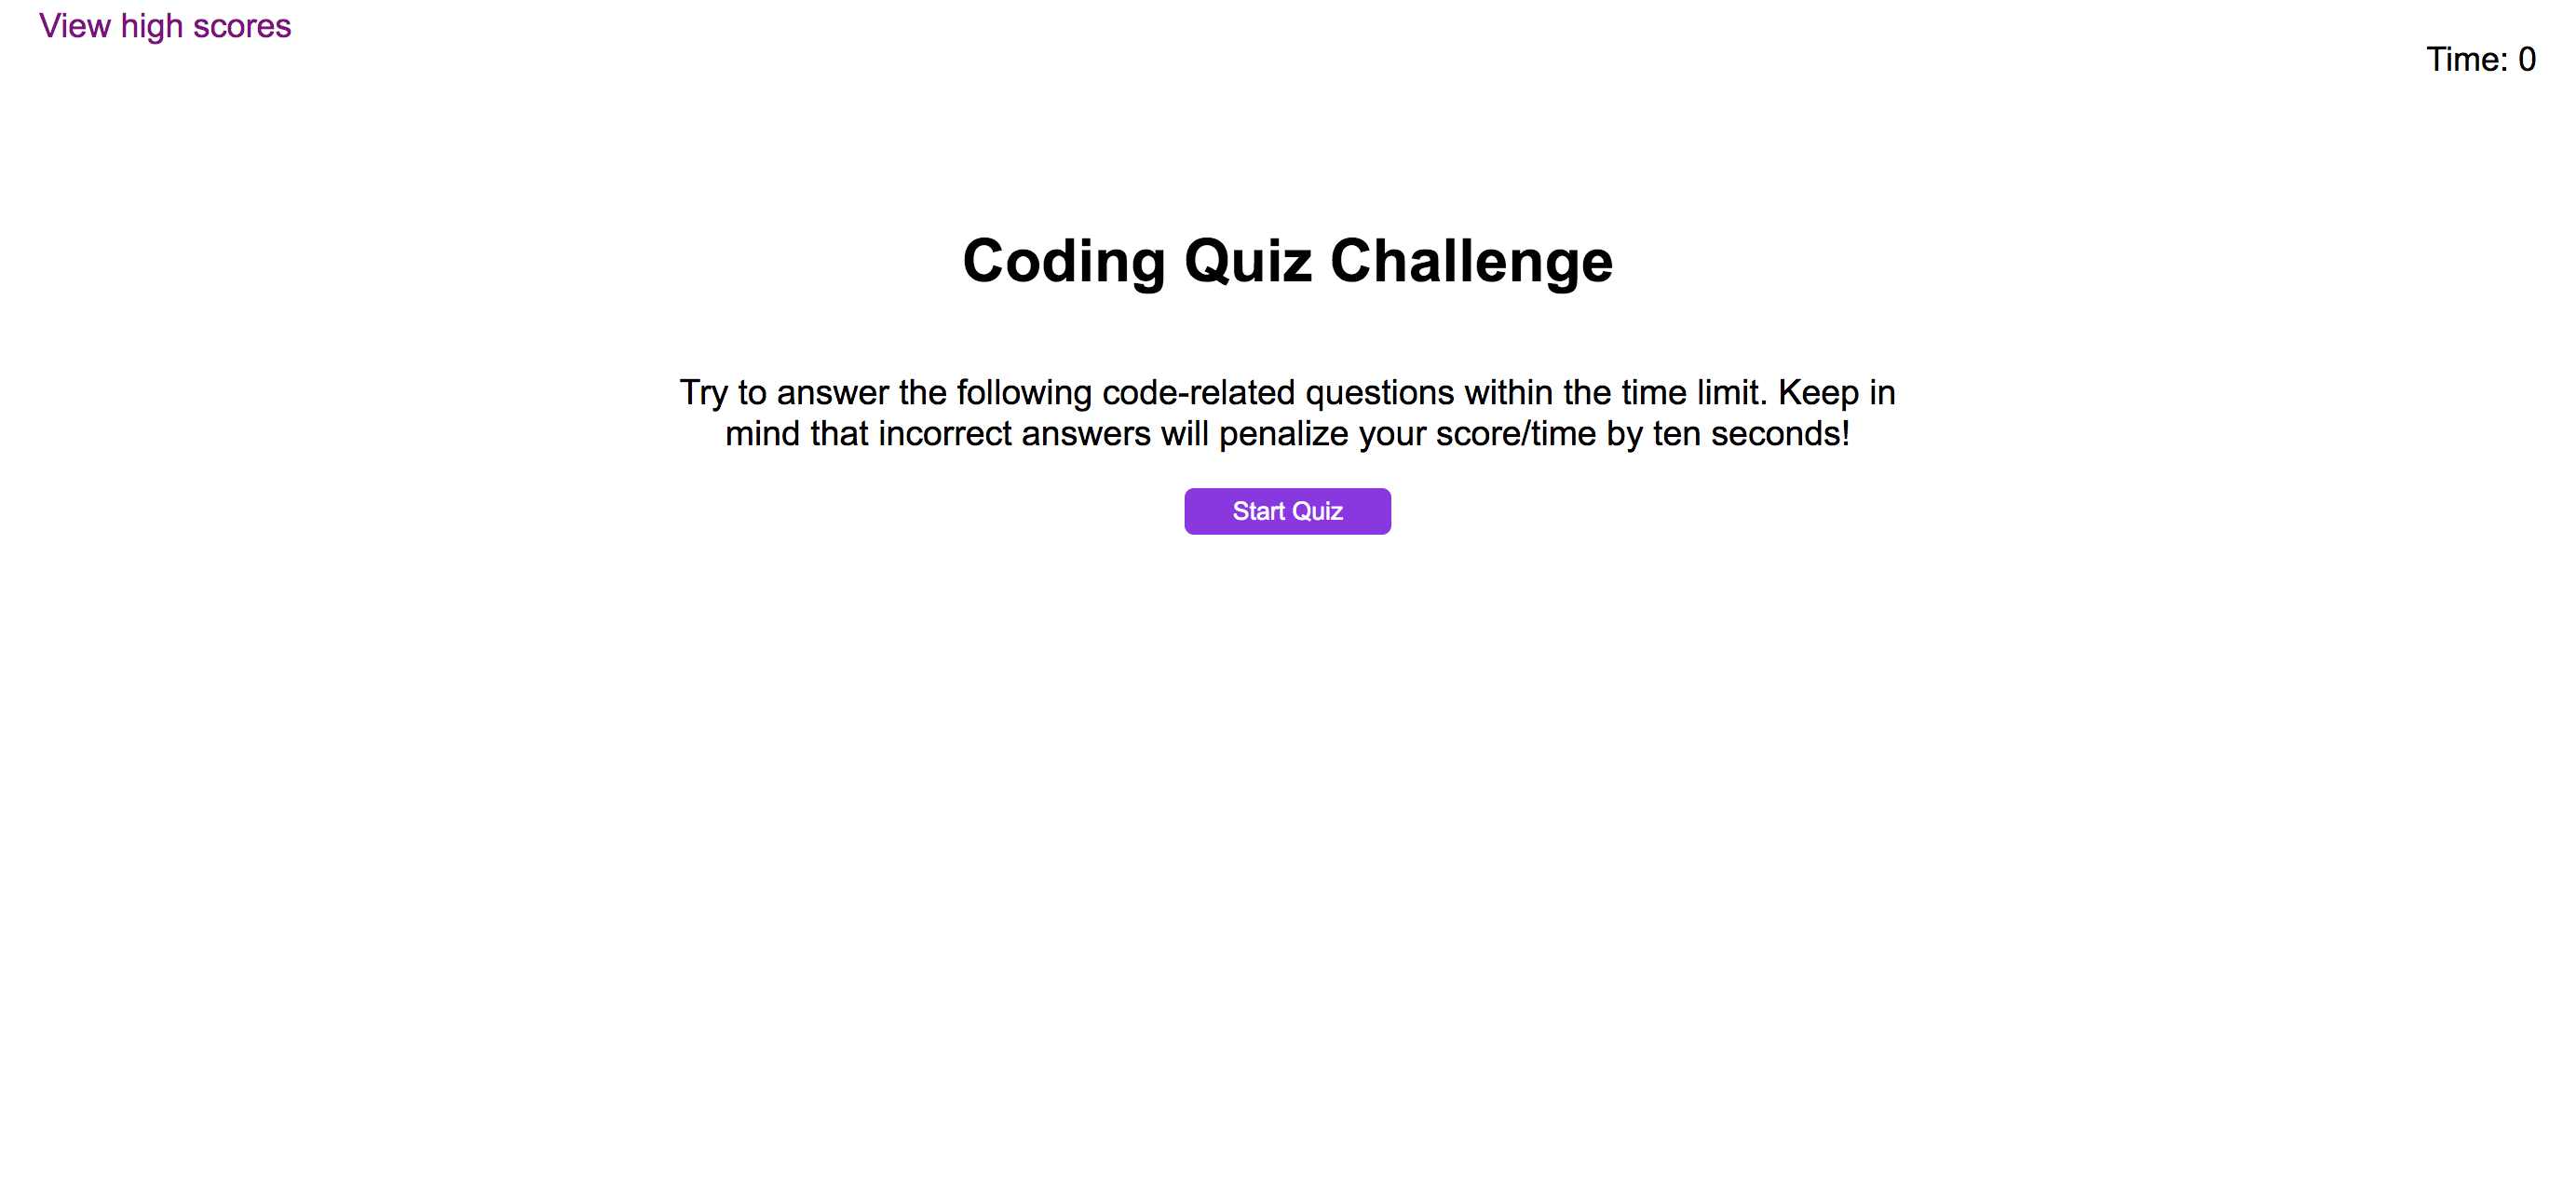 View high scores
Time: 0
Coding Quiz Challenge
Try to answer the following code-related questions within the time limit. Keep in
mind that incorrect answers will penalize your score/time by ten seconds!
Start Quiz